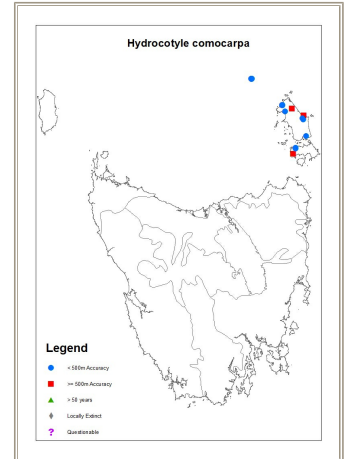 Hydrocotyle comocarpa
Legend
< 500m Accuracy
>= 500m Accuracy
> 50 years
Locally Extinct
? Questionable